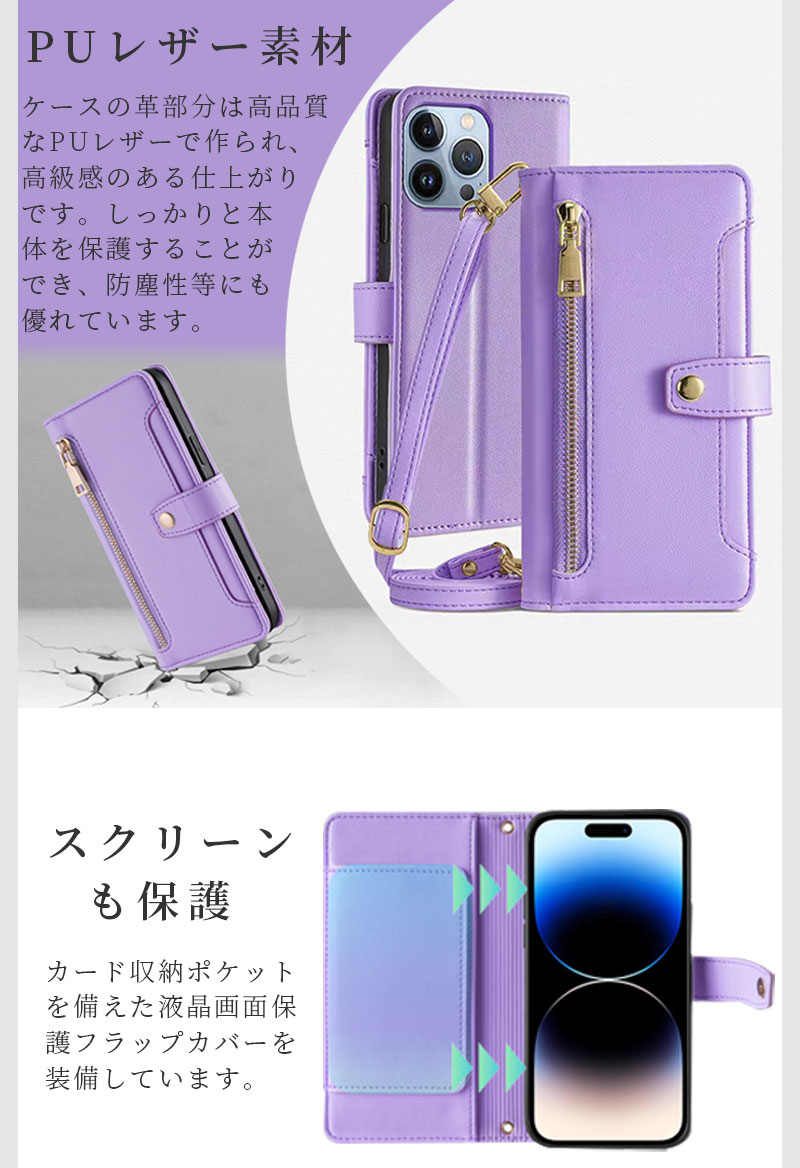 PUレザー素材
ケースの革部分は高品質
なPUレザーで作られ、
高級感のある仕上がり
です。しっかりと本
体を保護することが
でき、防塵性等にも
優れています。
スクリーン
も保護
カード収納ポケット
を備えた液晶画面保
護フラップカバーを
装備しています。